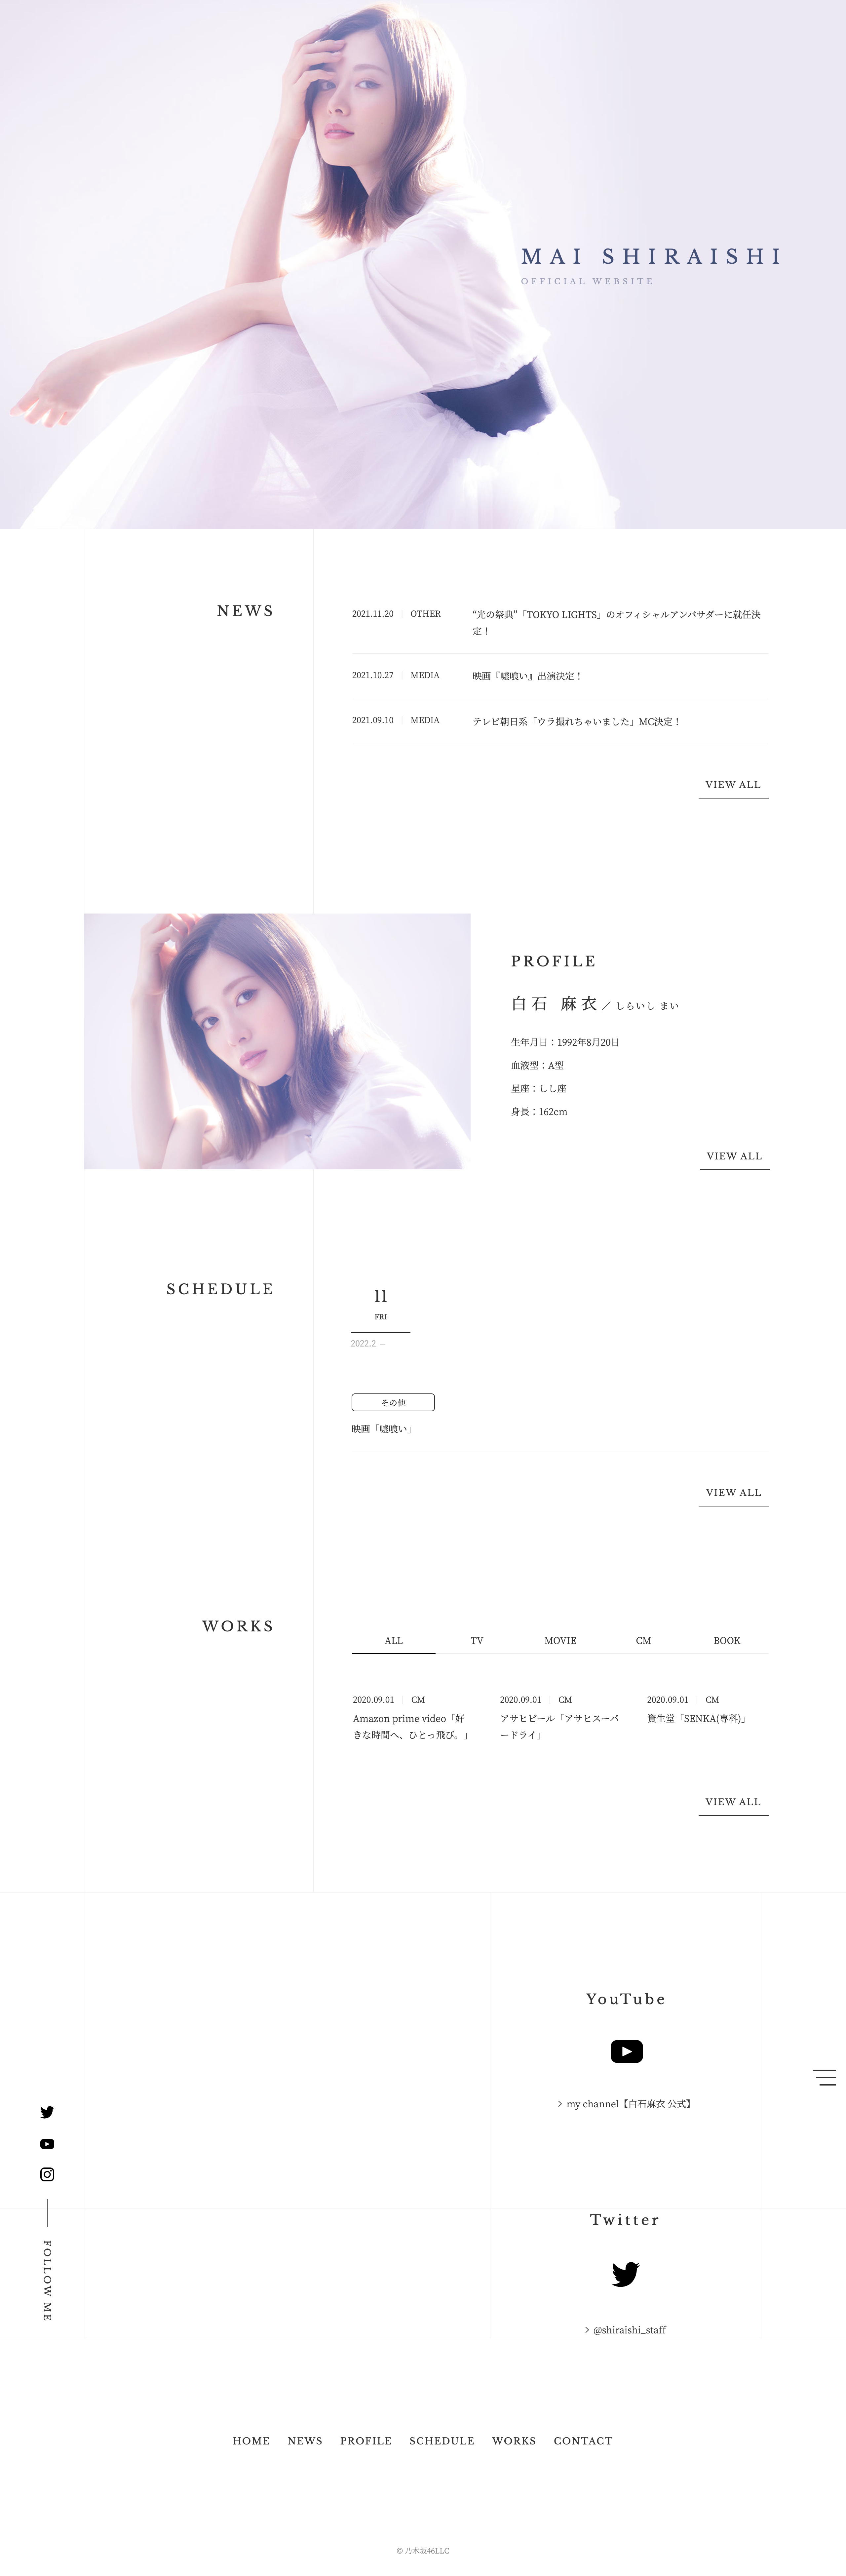 MAI SHIRAISHI
OFFICIAL WEBSITE
NEWS
2021.11.20 | OTHER
“光の祭典”「TOKYO LIGHTS」のオフィシャルアンバサダーに就任決
定！
2021.10.27 | MEDIA
映画『嘘喰い』出演決定！
2021.09.10 | MEDIA
テレビ朝日系「ウラ撮れちゃいました」MC決定！
VIEW ALL
PROFILE
白石 麻衣／しらいし まい
生年月日：1992年8月20日
血液型：A型
星座：しし座
身長：162cm
VIEW ALL
SCHEDULE
11
FRI
2022.2 –
その他
映画「嘘喰い」
VIEW ALL
WORKS
ALL TV MOVIE CM BOOK
2020.09.01 | CM
Amazon prime video「好
きな時間へ、ひとっ飛び。」
2020.09.01 | CM
アサヒビール「アサヒスーパ
ードライ」
2020.09.01 | CM
資生堂「SENKA(専科)」
VIEW ALL
YouTube
my channel【白石麻衣 公式】
Twitter
@shiraishi_staff
FOLLOW ME
HOME NEWS PROFILE SCHEDULE WORKS CONTACT
© 乃木坂46LLC